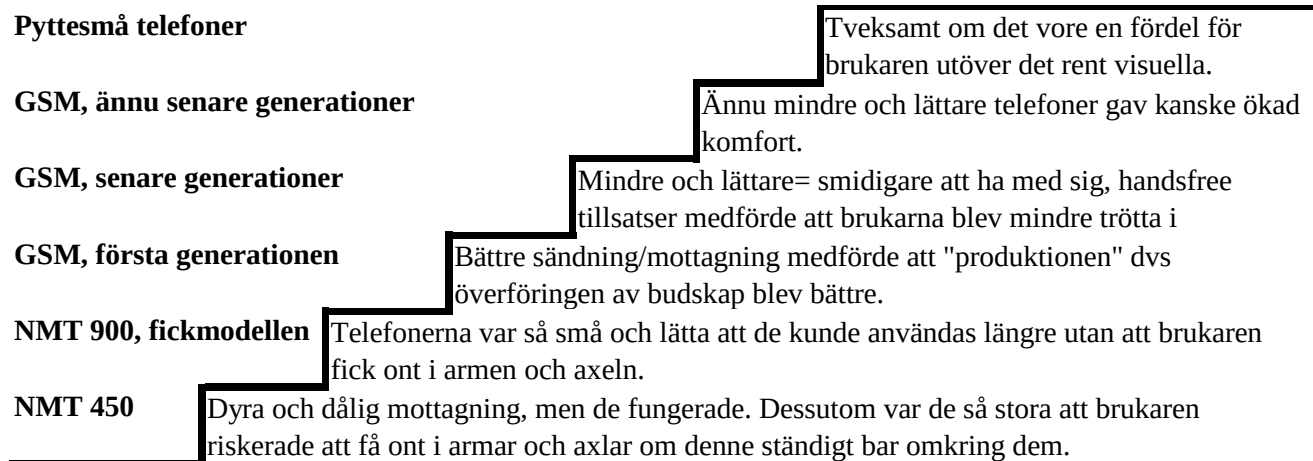 Pyttesmå telefoner
Tveksamt om det vore en fördel för
brukaren utöver det rent visuella.
GSM, ännu senare generationer
Ännu mindre och lättare telefoner gav kanske ökad
komfort.
GSM, senare generationer
Mindre och lättare= smidigare att ha med sig, handsfree
tillsatser medförde att brukarna blev mindre trötta i
GSM, första generationen
Bättre sändning/mottagning medförde att "produktionen" dvs
överföringen av budskap blev bättre.
NMT 900, fickmodellen
Telefonerna var så små och lätta att de kunde användas längre utan att brukaren
fick ont i armen och axeln.
NMT 450
Dyra och dålig mottagning, men de fungerade. Dessutom var de så stora att brukaren
riskerade att få ont i armar och axlar om denne ständigt bar omkring dem.